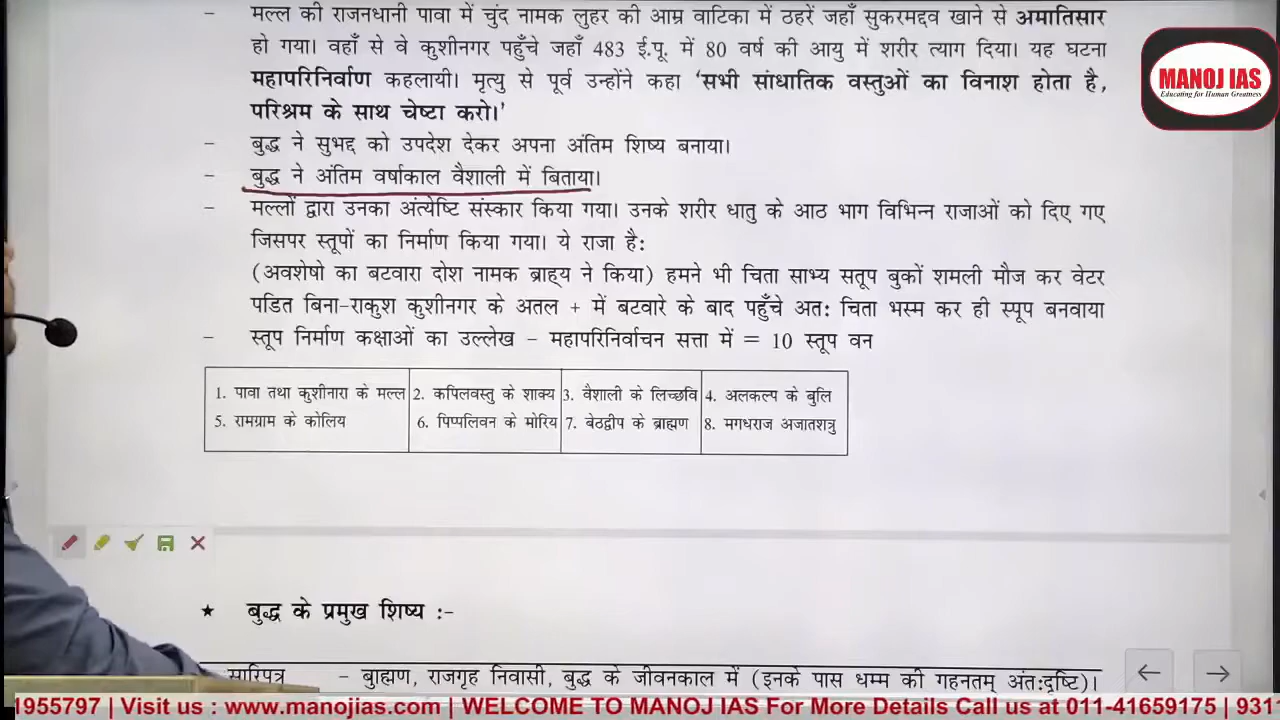 – मल्ल की राजनधानी पावा में चुंद नामक लुहर की आम्र वाटिका में ठहरें जहाँ सुकरमद्दव खाने से अमातिसार
हो गया। वहाँ से वे कुशीनगर पहुँचे जहाँ 483 ई.पू. में 80 वर्ष की आयु में शरीर त्याग दिया। यह घटना
महापरिनिर्वाण कहलायी। मृत्यु से पूर्व उन्होंने कहा 'सभी सांधातिक वस्तुओं का विनाश होता है,
परिश्रम के साथ चेष्टा करो।'
– बुद्ध ने सुभद्द को उपदेश देकर अपना अंतिम शिष्य बनाया।
– बुद्ध ने अंतिम वर्षाकाल वैशाली में बिताया।
– मल्लों द्वारा उनका अंत्येष्टि संस्कार किया गया। उनके शरीर धातु के आठ भाग विभिन्न राजाओं को दिए गए
जिसपर स्तूपों का निर्माण किया गया। ये राजा है:
(अवशेषो का बटवारा दोश नामक ब्राह्य ने किया) हमने भी चिता साभ्य सतूप बुकों शमली मौज कर वेटर
पडित बिना-राकुश कुशीनगर के अतल + में बटवारे के बाद पहुँचे अत: चिता भस्म कर ही स्पूप बनवाया
– स्तूप निर्माण कक्षाओं का उल्लेख – महापरिनिर्वाचन सत्ता में = 10 स्तूप वन
1. पावा तथा कुशीनारा के मल्ल 2. कपिलवस्तु के शाक्य 3. वैशाली के लिच्छवि 4. अलकल्प के बुलि
5. रामग्राम के कोलिय 6. पिप्पलिवन के मोरिय 7. बेठद्वीप के ब्राह्मण 8. मगधराज अजातशत्रु
★ बुद्ध के प्रमुख शिष्य :-
सारिपुत्र – बुाह्मण, राजगृह निवासी, बुद्ध के जीवनकाल में (इनके पास धम्म की गहनतम् अंत:दृष्टि)।
MANOJ IAS
Educating for Human Greatness
1955797 | Visit us : www.manojias.com | WELCOME TO MANOJ IAS For More Details Call us at 011-41659175 | 931